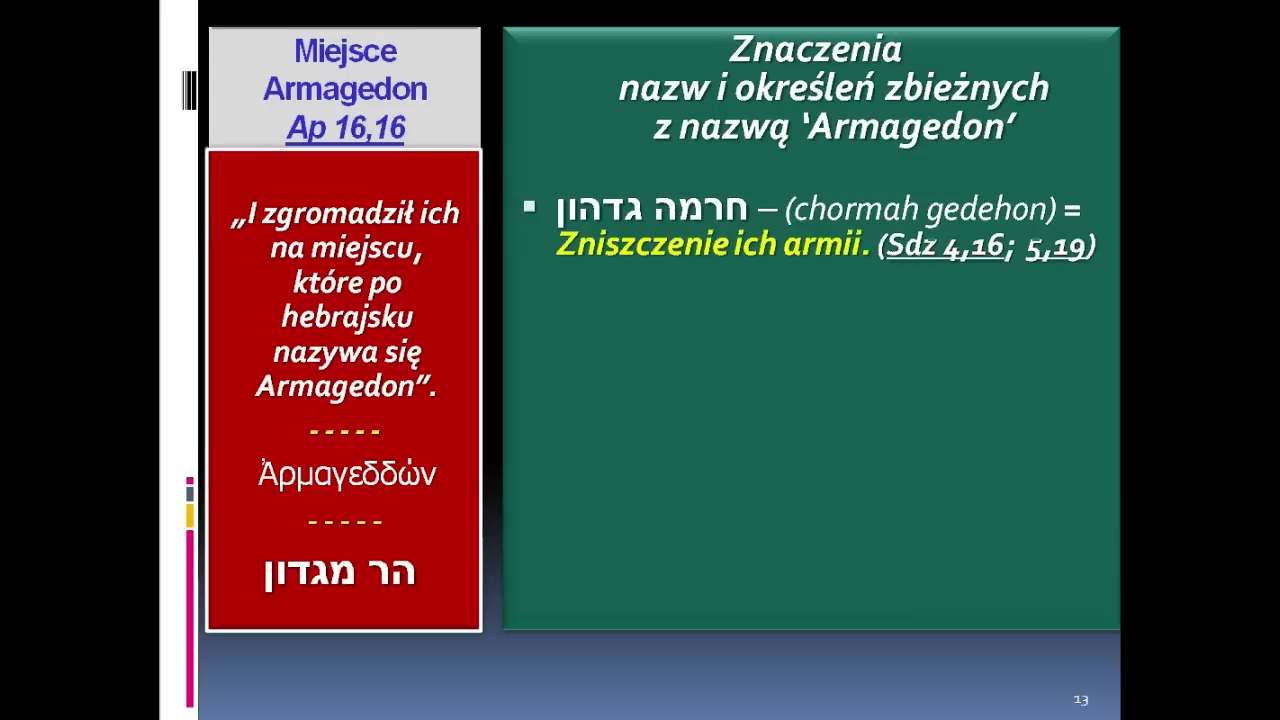 Miejsce
Armagedon
Ap 16,16
„I zgromadził ich
na miejscu,
które po
hebrajsku
nazywa się
Armagedon”.
- - - - -
Ἁρμαγεδδών
- - - - -
הר מגדון
Znaczenia
nazw i określeń zbieżnych
z nazwą ‘Armagedon’
▪ חרמה גדהון – (chormah gedehon) =
Zniszczenie ich armii. (Sdz 4,16; 5,19)
13